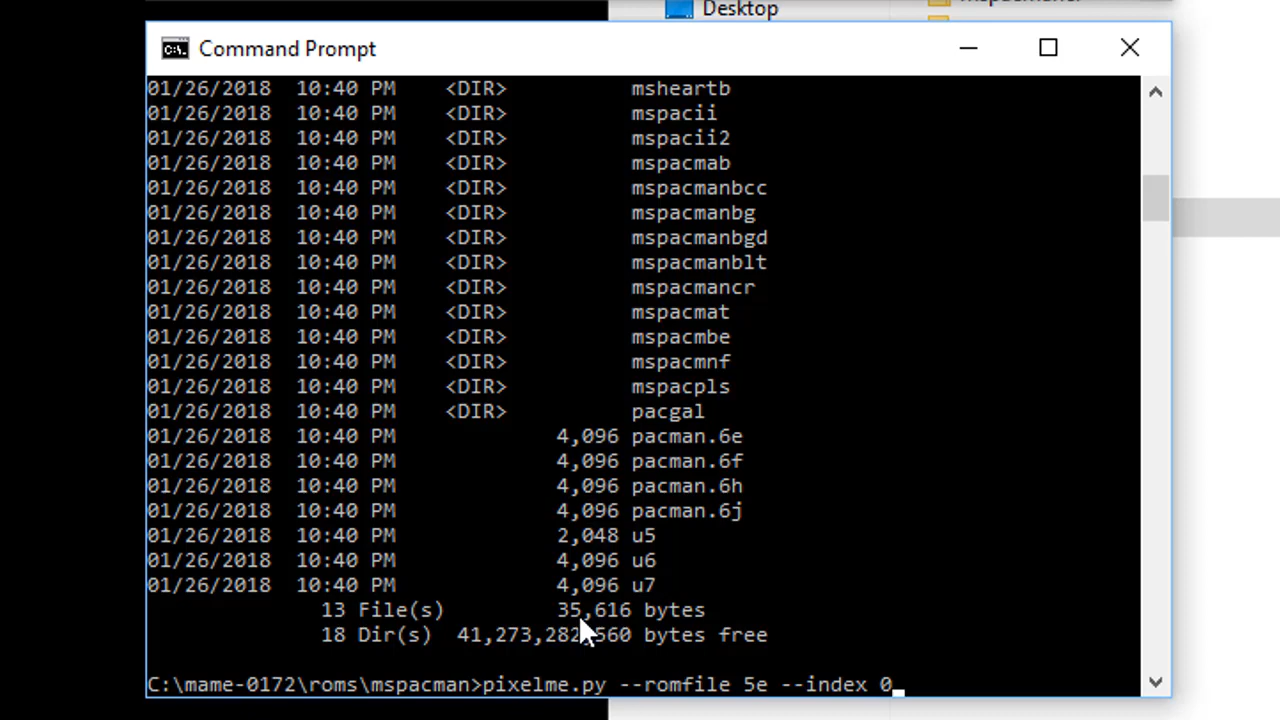 Desktop
Command Prompt
01/26/2018  10:40 PM    <DIR>          msheartb
01/26/2018  10:40 PM    <DIR>          mspacii
01/26/2018  10:40 PM    <DIR>          mspacii2
01/26/2018  10:40 PM    <DIR>          mspacmab
01/26/2018  10:40 PM    <DIR>          mspacmanbcc
01/26/2018  10:40 PM    <DIR>          mspacmanbg
01/26/2018  10:40 PM    <DIR>          mspacmanbgd
01/26/2018  10:40 PM    <DIR>          mspacmanblt
01/26/2018  10:40 PM    <DIR>          mspacmancr
01/26/2018  10:40 PM    <DIR>          mspacmat
01/26/2018  10:40 PM    <DIR>          mspacmbe
01/26/2018  10:40 PM    <DIR>          mspacmnf
01/26/2018  10:40 PM    <DIR>          mspacpls
01/26/2018  10:40 PM    <DIR>          pacgal
01/26/2018  10:40 PM             4,096 pacman.6e
01/26/2018  10:40 PM             4,096 pacman.6f
01/26/2018  10:40 PM             4,096 pacman.6h
01/26/2018  10:40 PM             4,096 pacman.6j
01/26/2018  10:40 PM             2,048 u5
01/26/2018  10:40 PM             4,096 u6
01/26/2018  10:40 PM             4,096 u7
13 File(s)         35,616 bytes
18 Dir(s)  41,273,282,560 bytes free
C:\mame-0172\roms\mspacman>pixelme.py --romfile 5e --index 0